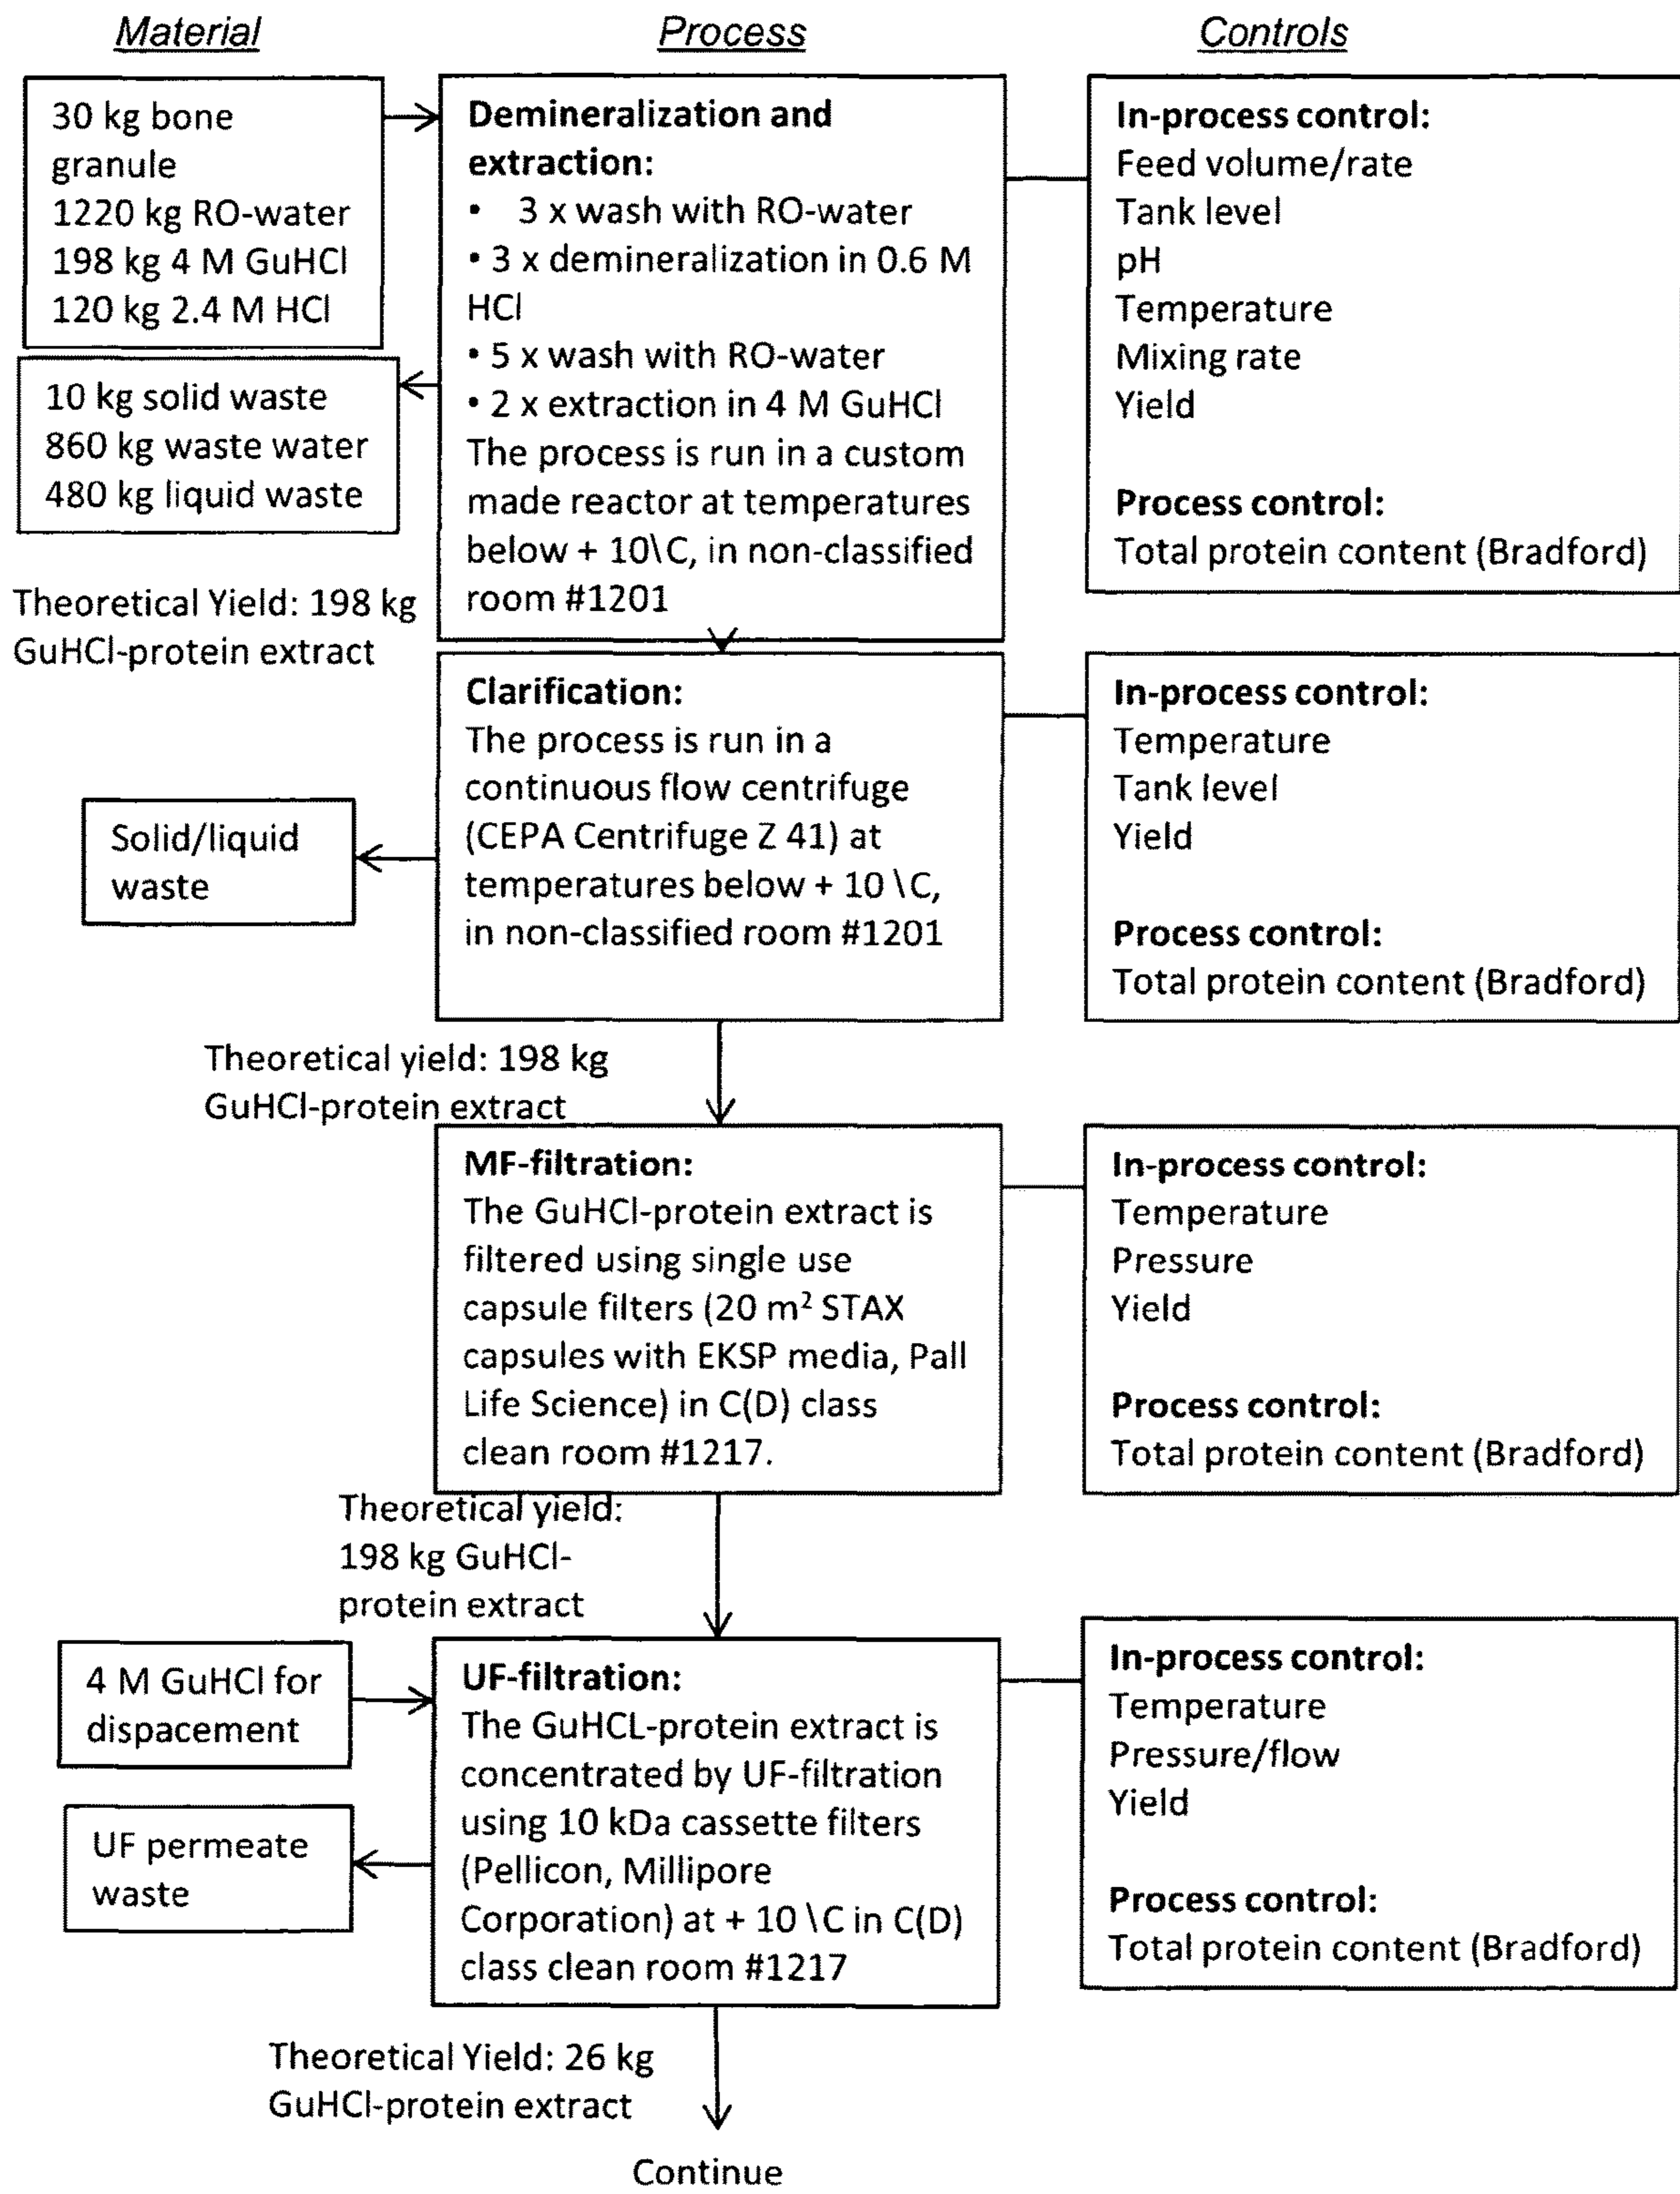 Material
Process
Controls
30 kg bone
granule
1220 kg RO-water
198 kg 4 M GuHCl
120 kg 2.4 M HCl
10 kg solid waste
860 kg waste water
480 kg liquid waste
Theoretical Yield: 198 kg
GuHCl-protein extract
Demineralization and
extraction:
• 3 x wash with RO-water
• 3 x demineralization in 0.6 M
HCl
• 5 x wash with RO-water
• 2 x extraction in 4 M GuHCl
The process is run in a custom
made reactor at temperatures
below + 10\C, in non-classified
room #1201
In-process control:
Feed volume/rate
Tank level
pH
Temperature
Mixing rate
Yield
Process control:
Total protein content (Bradford)
Solid/liquid
waste
Clarification:
The process is run in a
continuous flow centrifuge
(CEPA Centrifuge Z 41) at
temperatures below + 10 \C,
in non-classified room #1201
In-process control:
Temperature
Tank level
Yield
Process control:
Total protein content (Bradford)
Theoretical yield: 198 kg
GuHCl-protein extract
MF-filtration:
The GuHCl-protein extract is
filtered using single use
capsule filters (20 m² STAX
capsules with EKSP media, Pall
Life Science) in C(D) class
clean room #1217.
In-process control:
Temperature
Pressure
Yield
Process control:
Total protein content (Bradford)
Theoretical yield:
198 kg GuHCl-
protein extract
4 M GuHCl for
dispacement
UF permeate
waste
UF-filtration:
The GuHCL-protein extract is
concentrated by UF-filtration
using 10 kDa cassette filters
(Pellicon, Millipore
Corporation) at + 10 \C in C(D)
class clean room #1217
In-process control:
Temperature
Pressure/flow
Yield
Process control:
Total protein content (Bradford)
Theoretical Yield: 26 kg
GuHCl-protein extract
Continue